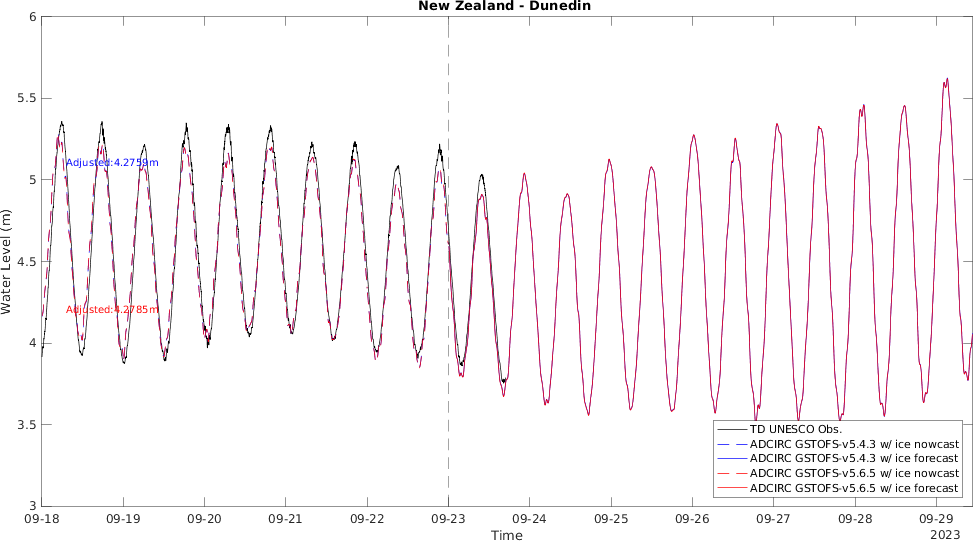 New Zealand - Dunedin
6
5.5
5
4.5
4
3.5
3
Water Level (m)
Adjusted:4.2759m
Adjusted:4.2785m
TD UNESCO Obs.
ADCIRC GSTOFS-v5.4.3 w/ ice nowcast
ADCIRC GSTOFS-v5.4.3 w/ ice forecast
ADCIRC GSTOFS-v5.6.5 w/ ice nowcast
ADCIRC GSTOFS-v5.6.5 w/ ice forecast
09-18 09-19 09-20 09-21 09-22 09-23 09-24 09-25 09-26 09-27 09-28 09-29
2023
Time